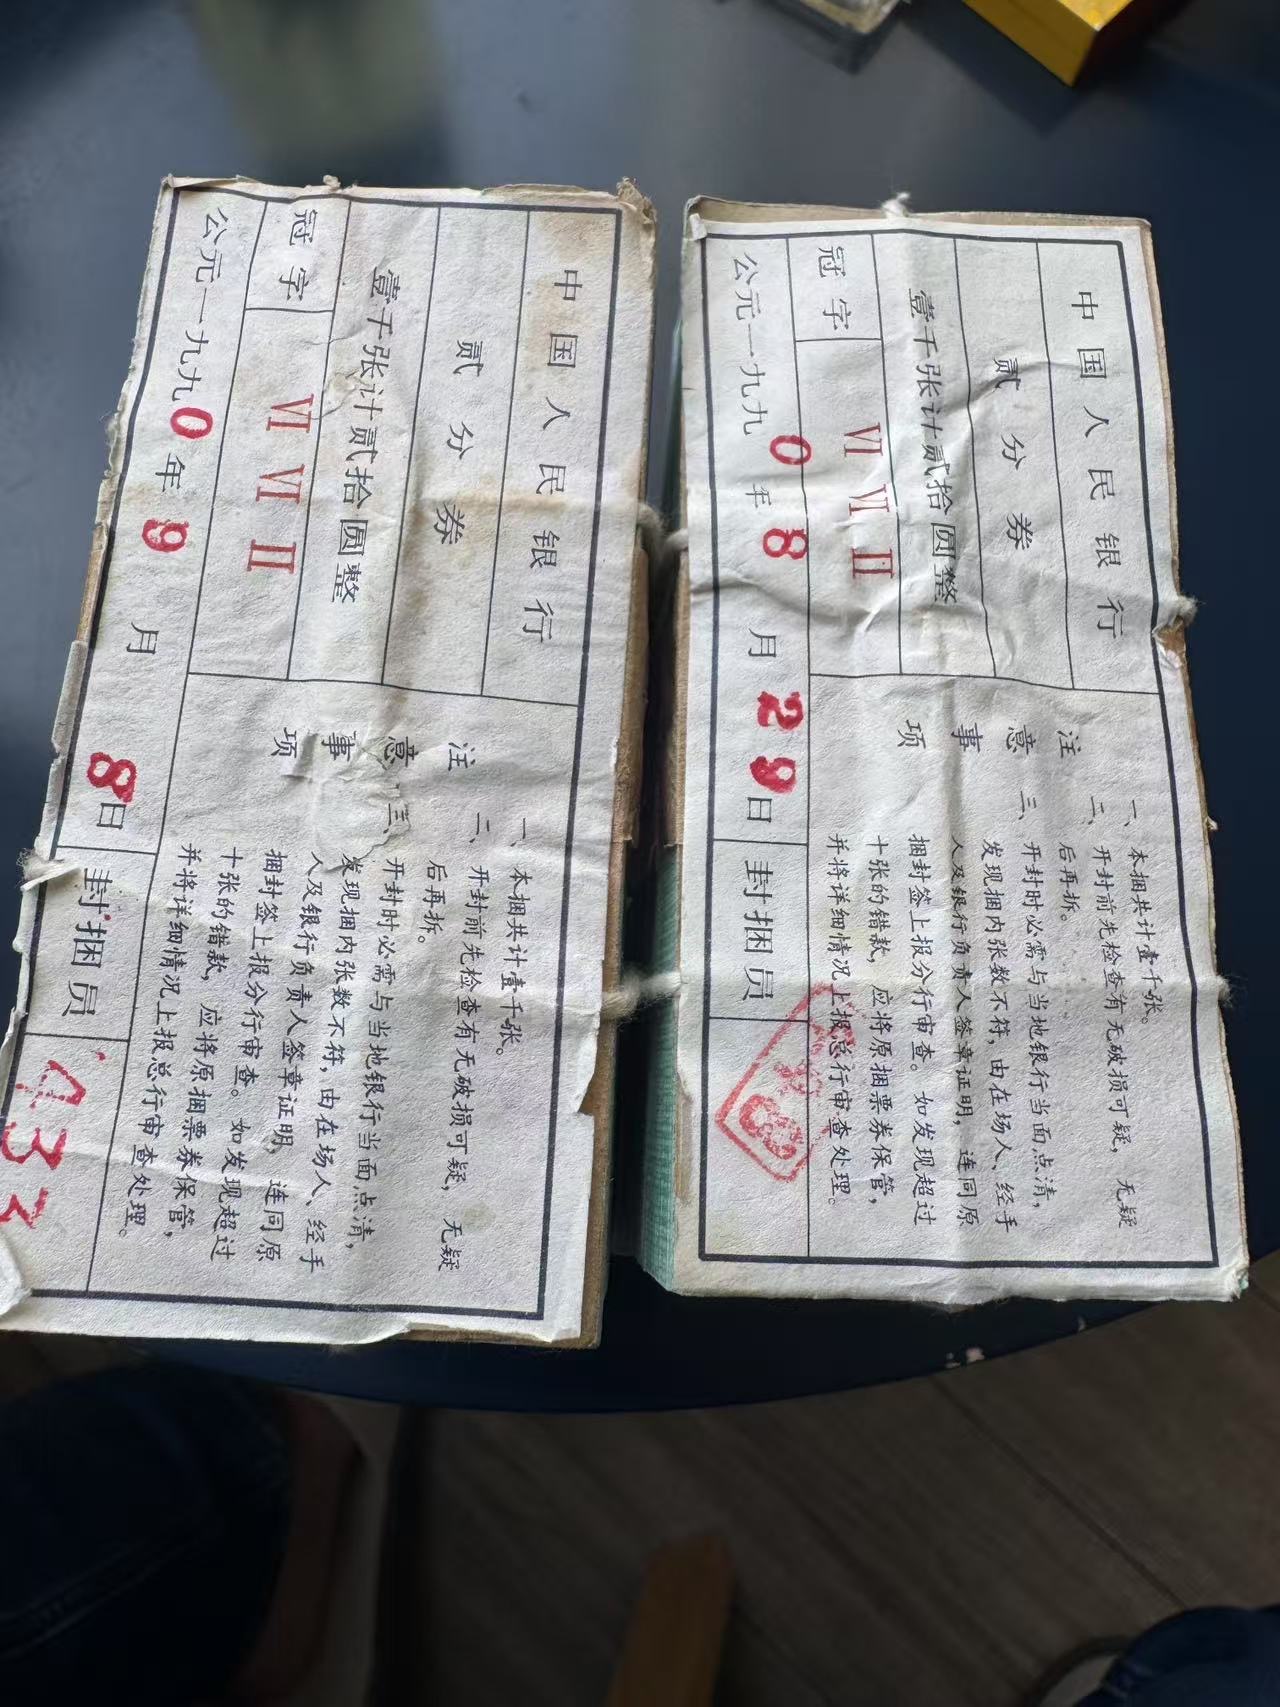 中国人民银行
贰分券
壹千张计贰拾圆整
冠字 VI VI II
公元一九九0年9月8日
封捆员 433
注意事项
一、本捆共计壹千张。
二、开封前先检查有无破损可疑，无疑
后再拆。
三、开封时必需与当地银行当面点清，
发现捆内张数不符，由在场人、经手
人及银行负责人签章证明，连同原
捆封签上报分行审查。如发现超过
十张的错款，应将原捆票券保管，
并将详细情况上报总行审查处理。
中国人民银行
贰分券
壹千张计贰拾圆整
冠字 VI VI II
公元一九九0年8月29日
封捆员
注意事项
一、本捆共计壹千张。
二、开封前先检查有无破损可疑，无疑
后再拆。
三、开封时必需与当地银行当面点清，
发现捆内张数不符，由在场人、经手
人及银行负责人签章证明，连同原
捆封签上报分行审查。如发现超过
十张的错款，应将原捆票券保管，
并将详细情况上报总行审查处理。